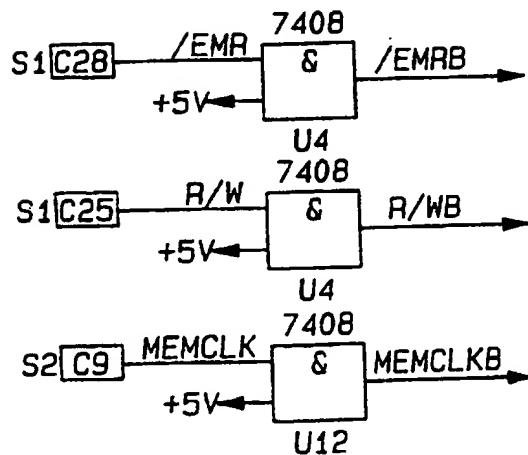 7408
S1 C28 /EMR & /EMRB
+5V
U4
7408
S1 C25 R/W & R/WB
+5V
U4
7408
S2 C9 MEMCLK & MEMCLKB
+5V
U12